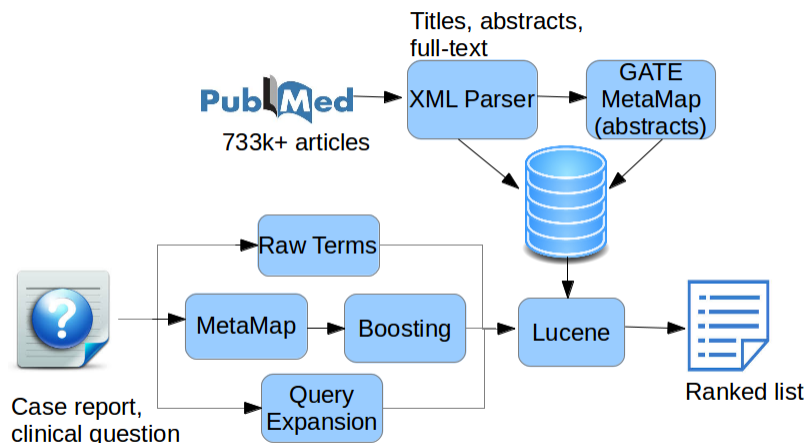 Titles, abstracts,
full-text
PubMed
733k+ articles
XML Parser
GATE
MetaMap
(abstracts)
Raw Terms
MetaMap
Boosting
Query
Expansion
Lucene
?
Case report,
clinical question
Ranked list